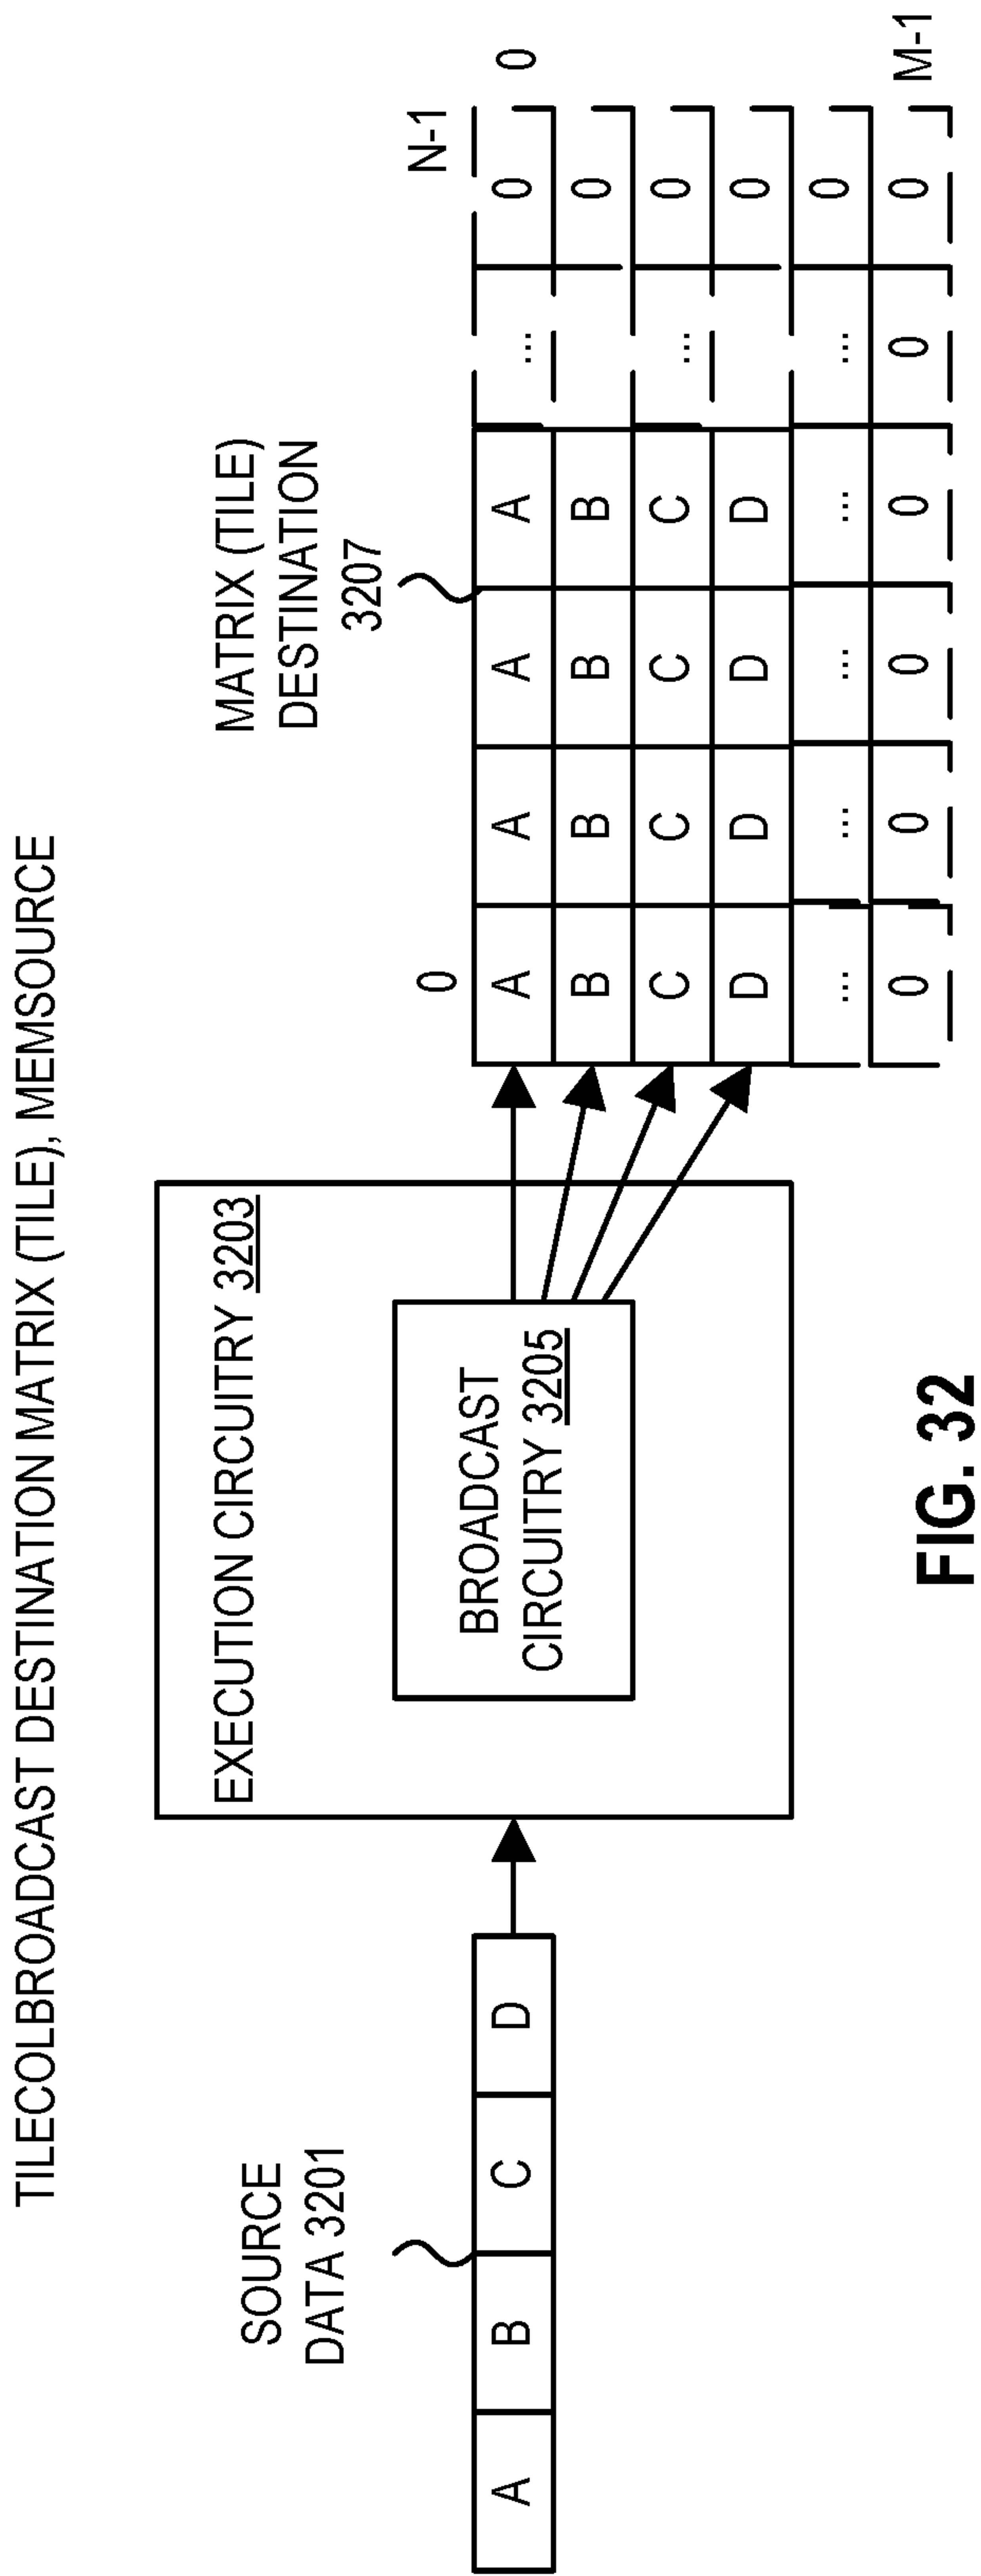 TILECOLBROADCAST DESTINATION MATRIX (TILE), MEMSOURCE
SOURCE
DATA 3201
A B C D
EXECUTION CIRCUITRY 3203
BROADCAST
CIRCUITRY 3205
MATRIX (TILE)
DESTINATION
3207
0 N-1
A A A A ... 0 0
B B B B 0
C C C C ... 0
D D D D 0
... ... ... ... ... 0
0 0 0 0 0 0 M-1
FIG. 32